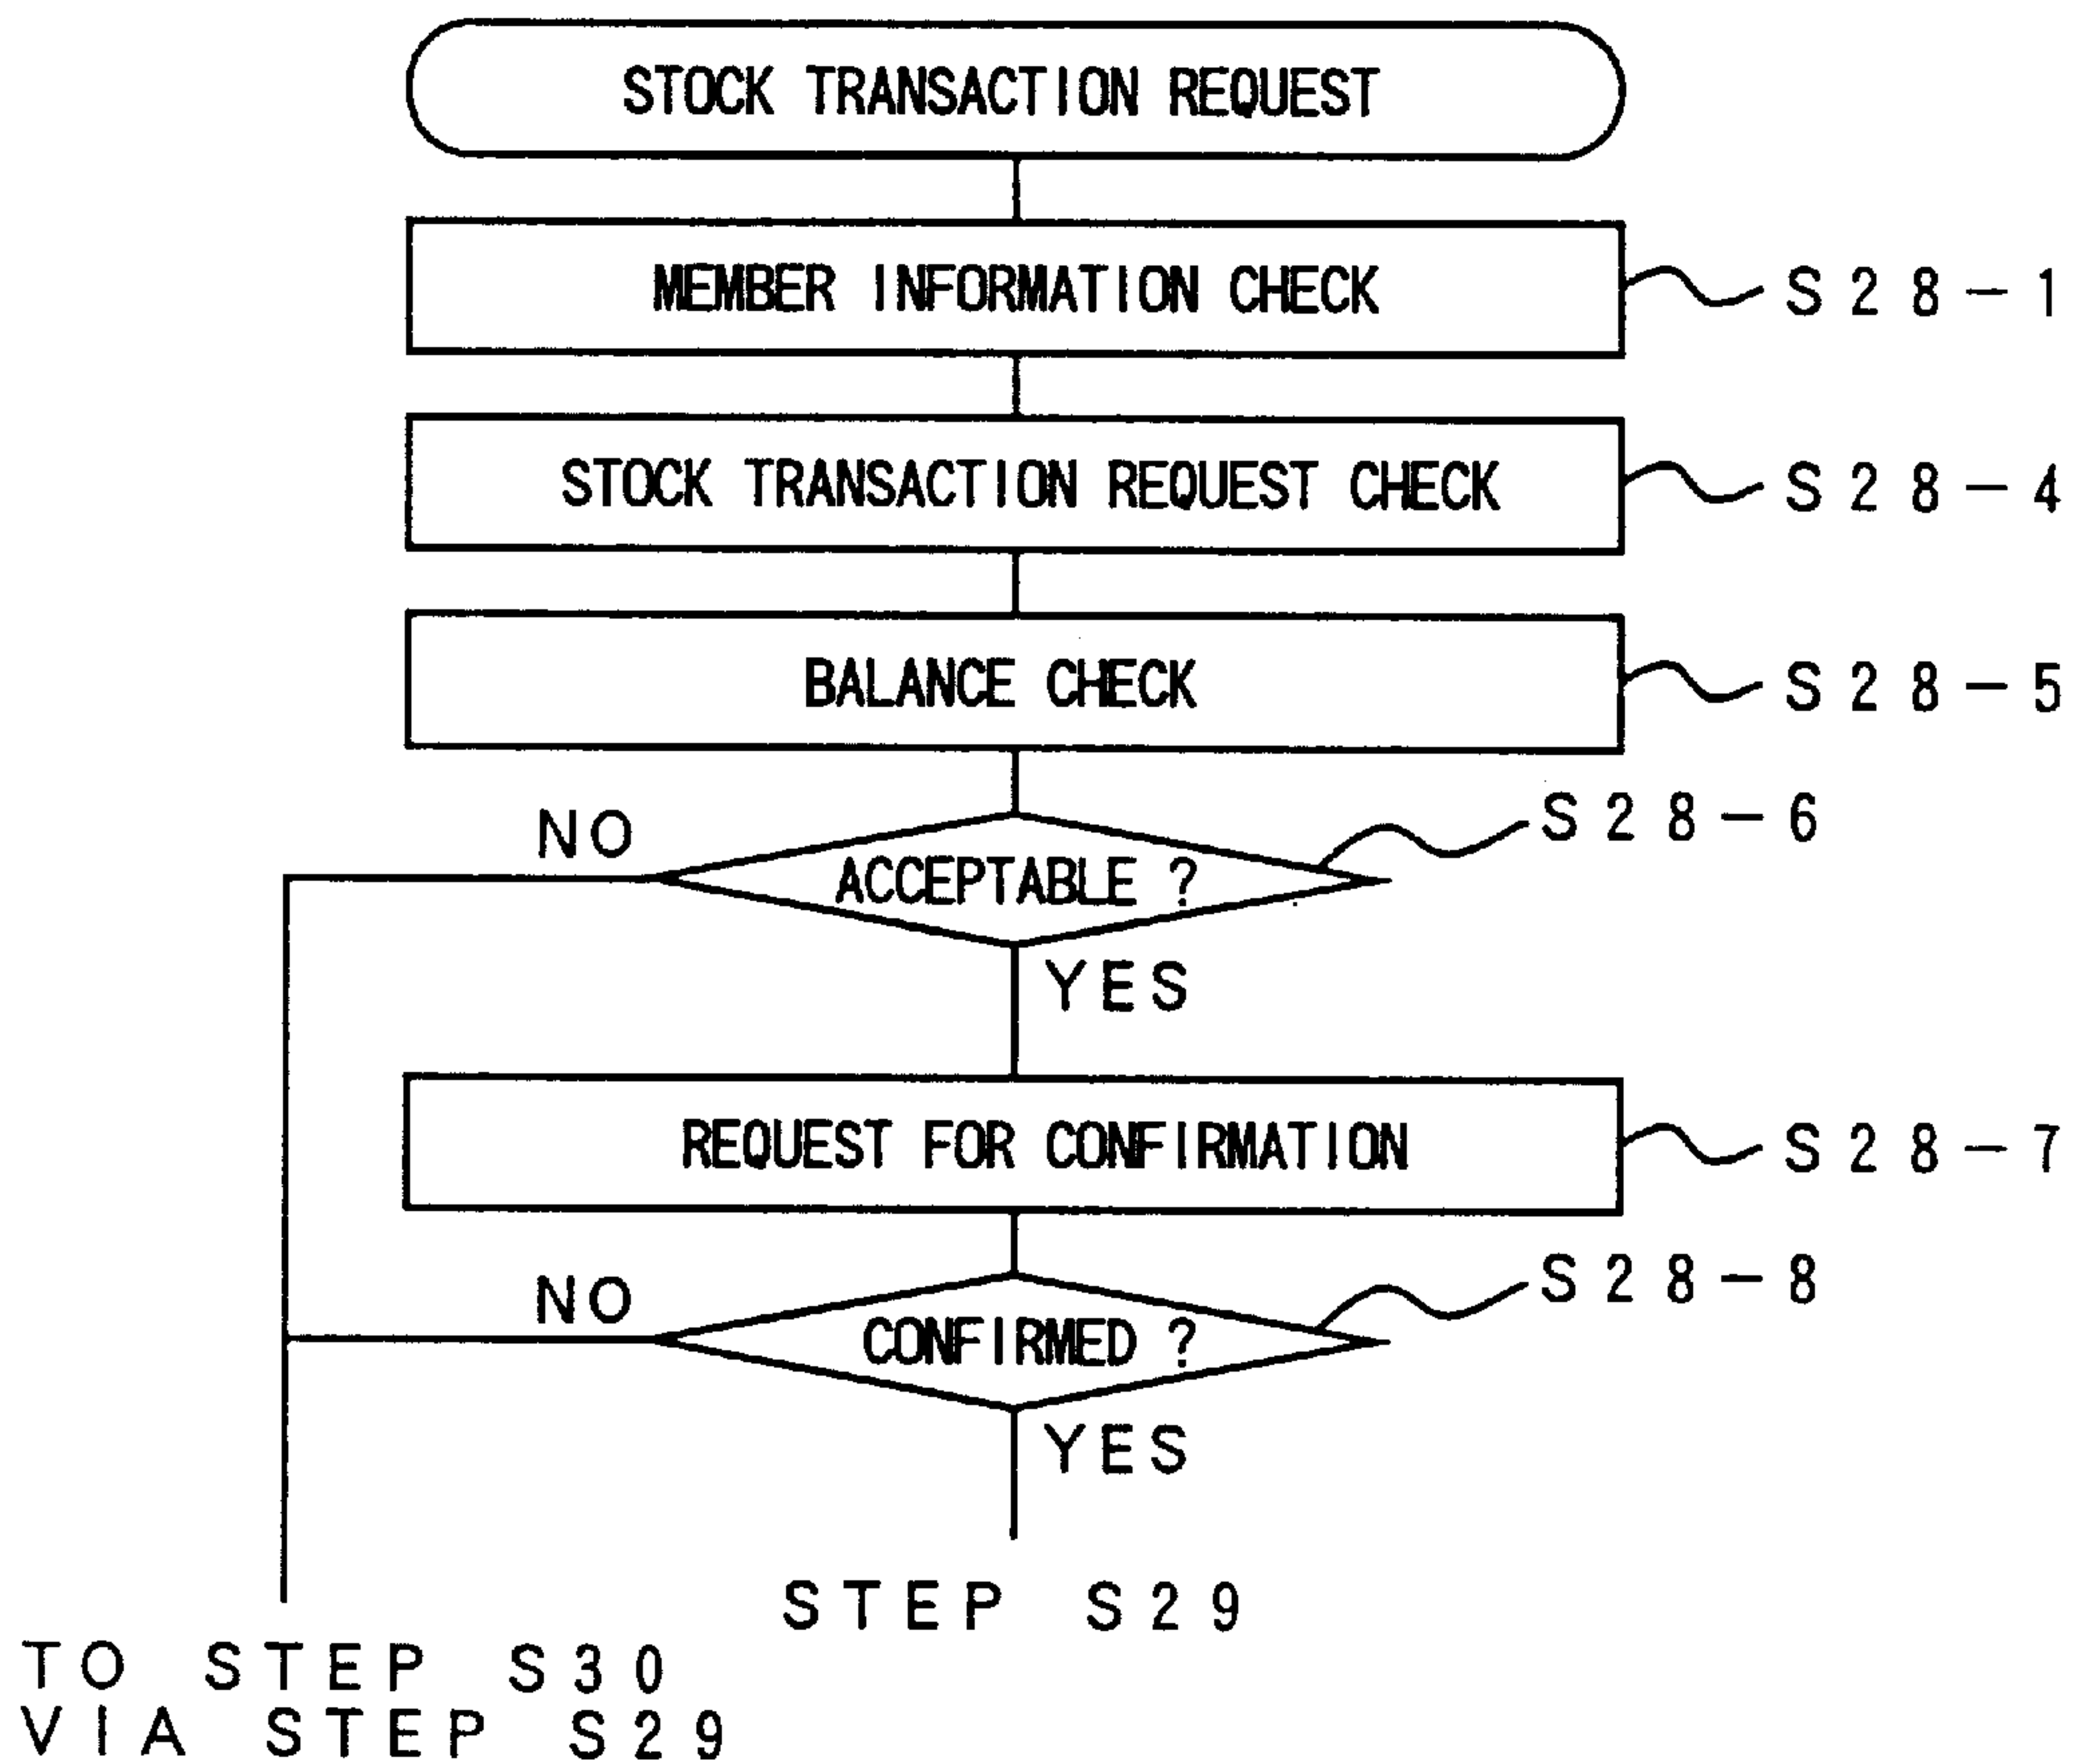 STOCK TRANSACTION REQUEST
MEMBER INFORMATION CHECK
S28-1
STOCK TRANSACTION REQUEST CHECK
S28-4
BALANCE CHECK
S28-5
NO
ACCEPTABLE ?
S28-6
YES
REQUEST FOR CONFIRMATION
S28-7
NO
CONFIRMED ?
S28-8
YES
STEP S29
TO STEP S30
VIA STEP S29